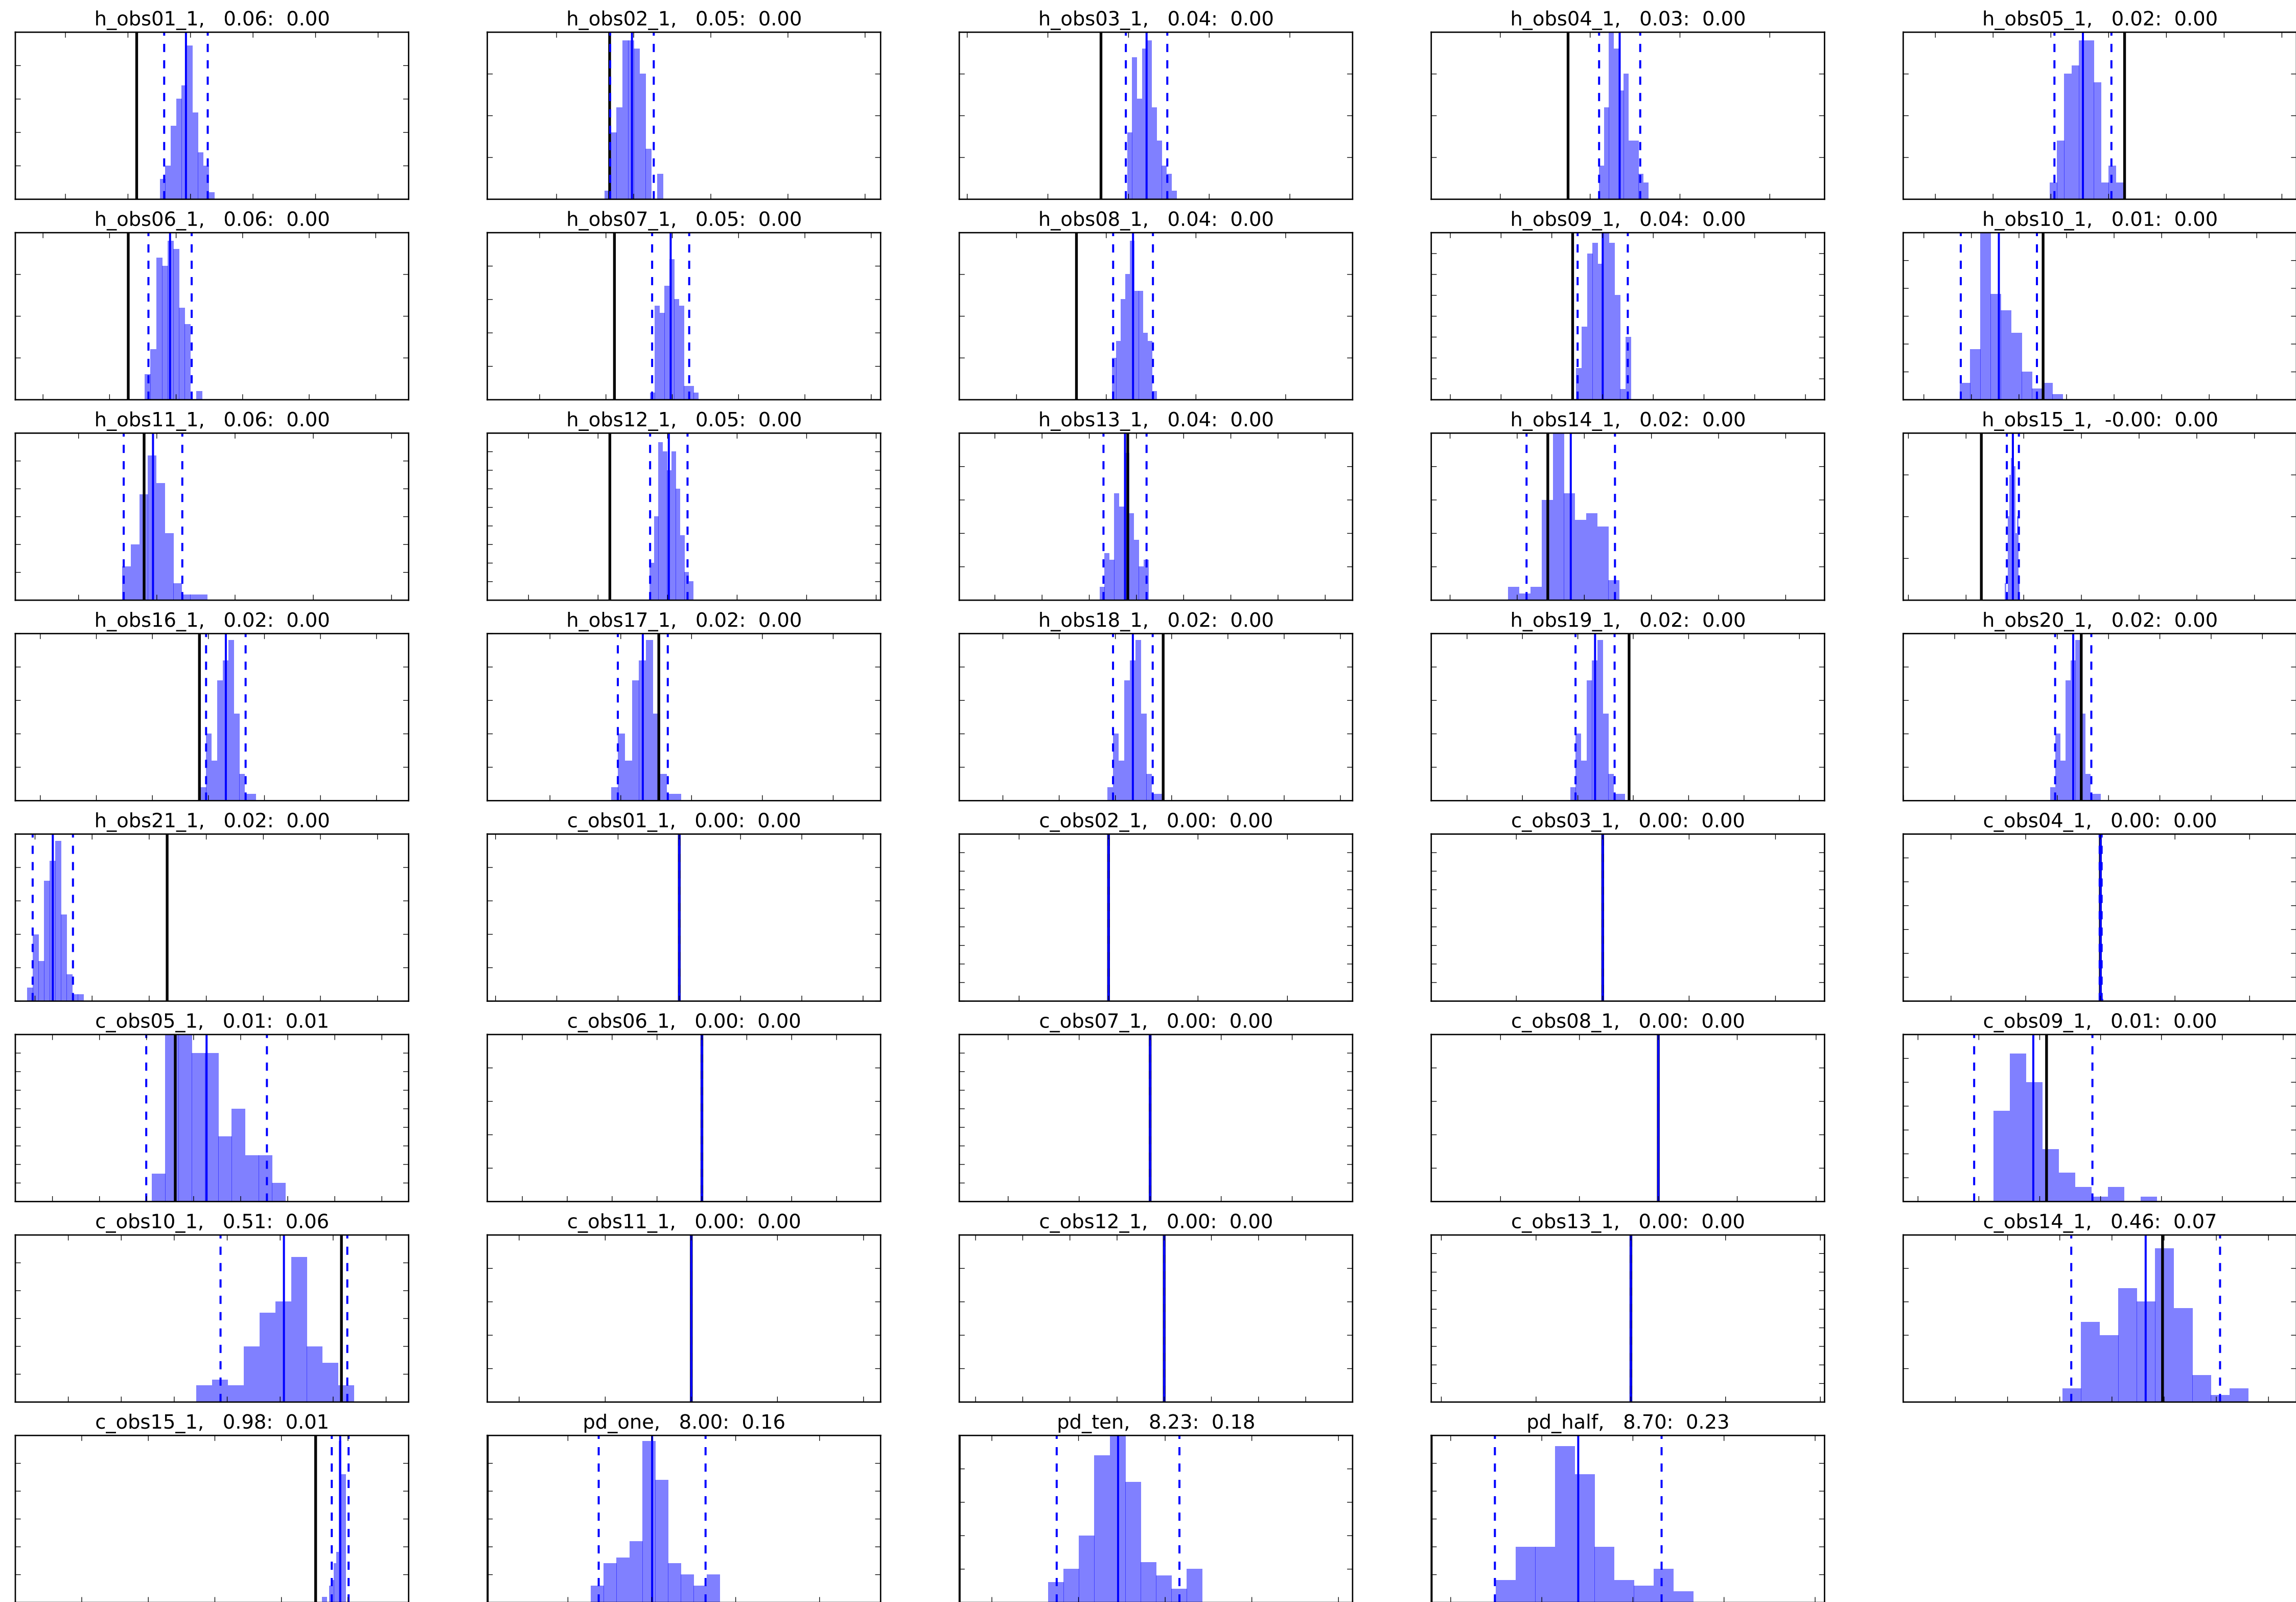 h_obs01_1, 0.06: 0.00
h_obs02_1, 0.05: 0.00
h_obs03_1, 0.04: 0.00
h_obs04_1, 0.03: 0.00
h_obs05_1, 0.02: 0.00
h_obs06_1, 0.06: 0.00
h_obs07_1, 0.05: 0.00
h_obs08_1, 0.04: 0.00
h_obs09_1, 0.04: 0.00
h_obs10_1, 0.01: 0.00
h_obs11_1, 0.06: 0.00
h_obs12_1, 0.05: 0.00
h_obs13_1, 0.04: 0.00
h_obs14_1, 0.02: 0.00
h_obs15_1, -0.00: 0.00
h_obs16_1, 0.02: 0.00
h_obs17_1, 0.02: 0.00
h_obs18_1, 0.02: 0.00
h_obs19_1, 0.02: 0.00
h_obs20_1, 0.02: 0.00
h_obs21_1, 0.02: 0.00
c_obs01_1, 0.00: 0.00
c_obs02_1, 0.00: 0.00
c_obs03_1, 0.00: 0.00
c_obs04_1, 0.00: 0.00
c_obs05_1, 0.01: 0.01
c_obs06_1, 0.00: 0.00
c_obs07_1, 0.00: 0.00
c_obs08_1, 0.00: 0.00
c_obs09_1, 0.01: 0.00
c_obs10_1, 0.51: 0.06
c_obs11_1, 0.00: 0.00
c_obs12_1, 0.00: 0.00
c_obs13_1, 0.00: 0.00
c_obs14_1, 0.46: 0.07
c_obs15_1, 0.98: 0.01
pd_one, 8.00: 0.16
pd_ten, 8.23: 0.18
pd_half, 8.70: 0.23